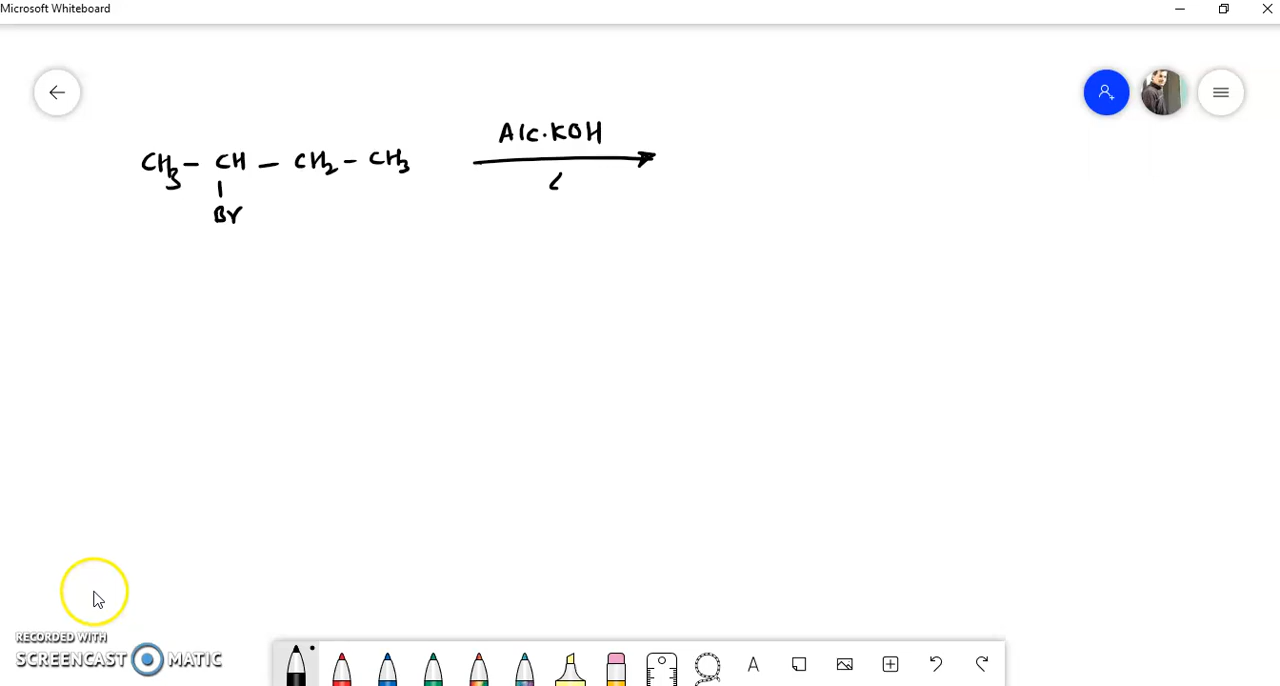 Microsoft Whiteboard
Alc.KOH
CH3 – CH – CH2 – CH3
Br
RECORDED WITH
SCREENCAST MATIC
A